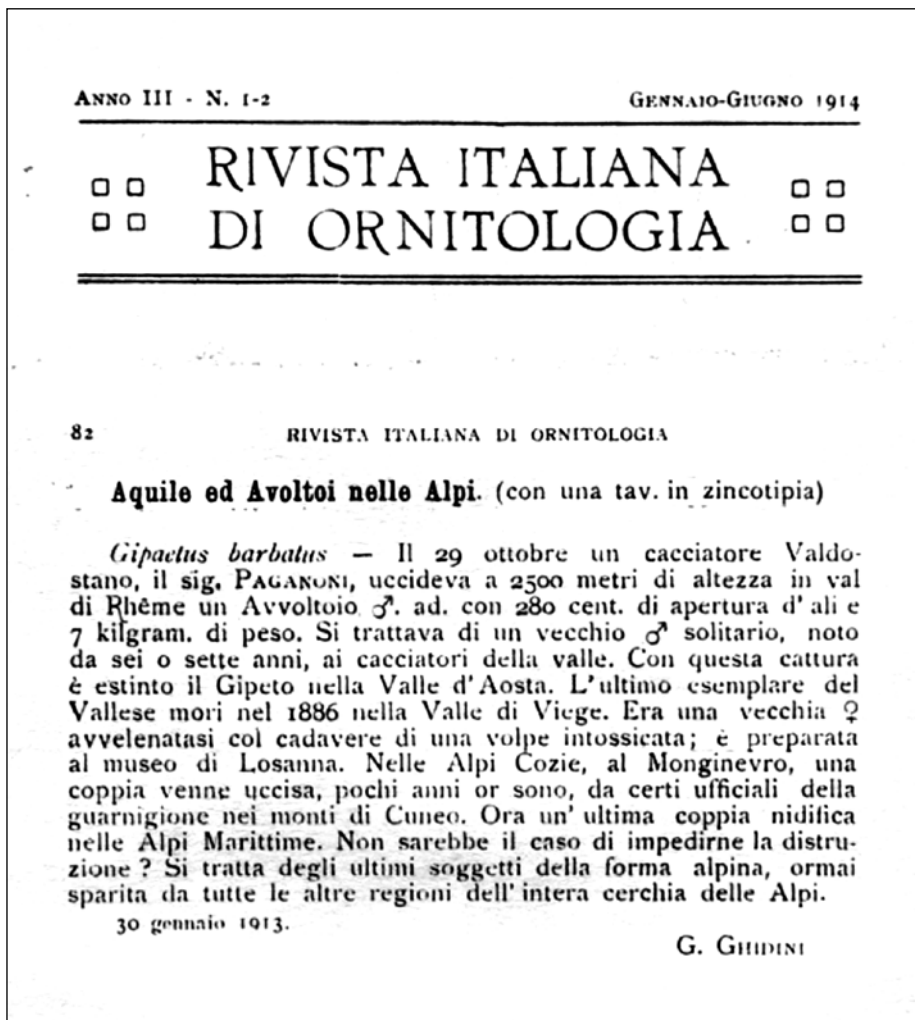 ANNO III - N. 1-2 GENNAIO-GIUGNO 1914
RIVISTA ITALIANA
DI ORNITOLOGIA
82 RIVISTA ITALIANA DI ORNITOLOGIA
Aquile ed Avoltoi nelle Alpi. (con una tav. in zincotipia)
Gipaetus barbatus — Il 29 ottobre un cacciatore Valdo-
stano, il sig. PAGANONI, uccideva a 2500 metri di altezza in val
di Rhême un Avvoltoio ♂. ad. con 280 cent. di apertura d' ali e
7 kilgram. di peso. Si trattava di un vecchio ♂ solitario, noto
da sei o sette anni, ai cacciatori della valle. Con questa cattura
è estinto il Gipeto nella Valle d'Aosta. L'ultimo esemplare del
Vallese morì nel 1886 nella Valle di Viege. Era una vecchia ♀
avvelenatasi col cadavere di una volpe intossicata; è preparata
al museo di Losanna. Nelle Alpi Cozie, al Monginevro, una
coppia venne uccisa, pochi anni or sono, da certi ufficiali della
guarnigione nei monti di Cuneo. Ora un' ultima coppia nidifica
nelle Alpi Marittime. Non sarebbe il caso di impedirne la distru-
zione ? Si tratta degli ultimi soggetti della forma alpina, ormai
sparita da tutte le altre regioni dell' intera cerchia delle Alpi.
30 gennaio 1913.
G. GHIDINI